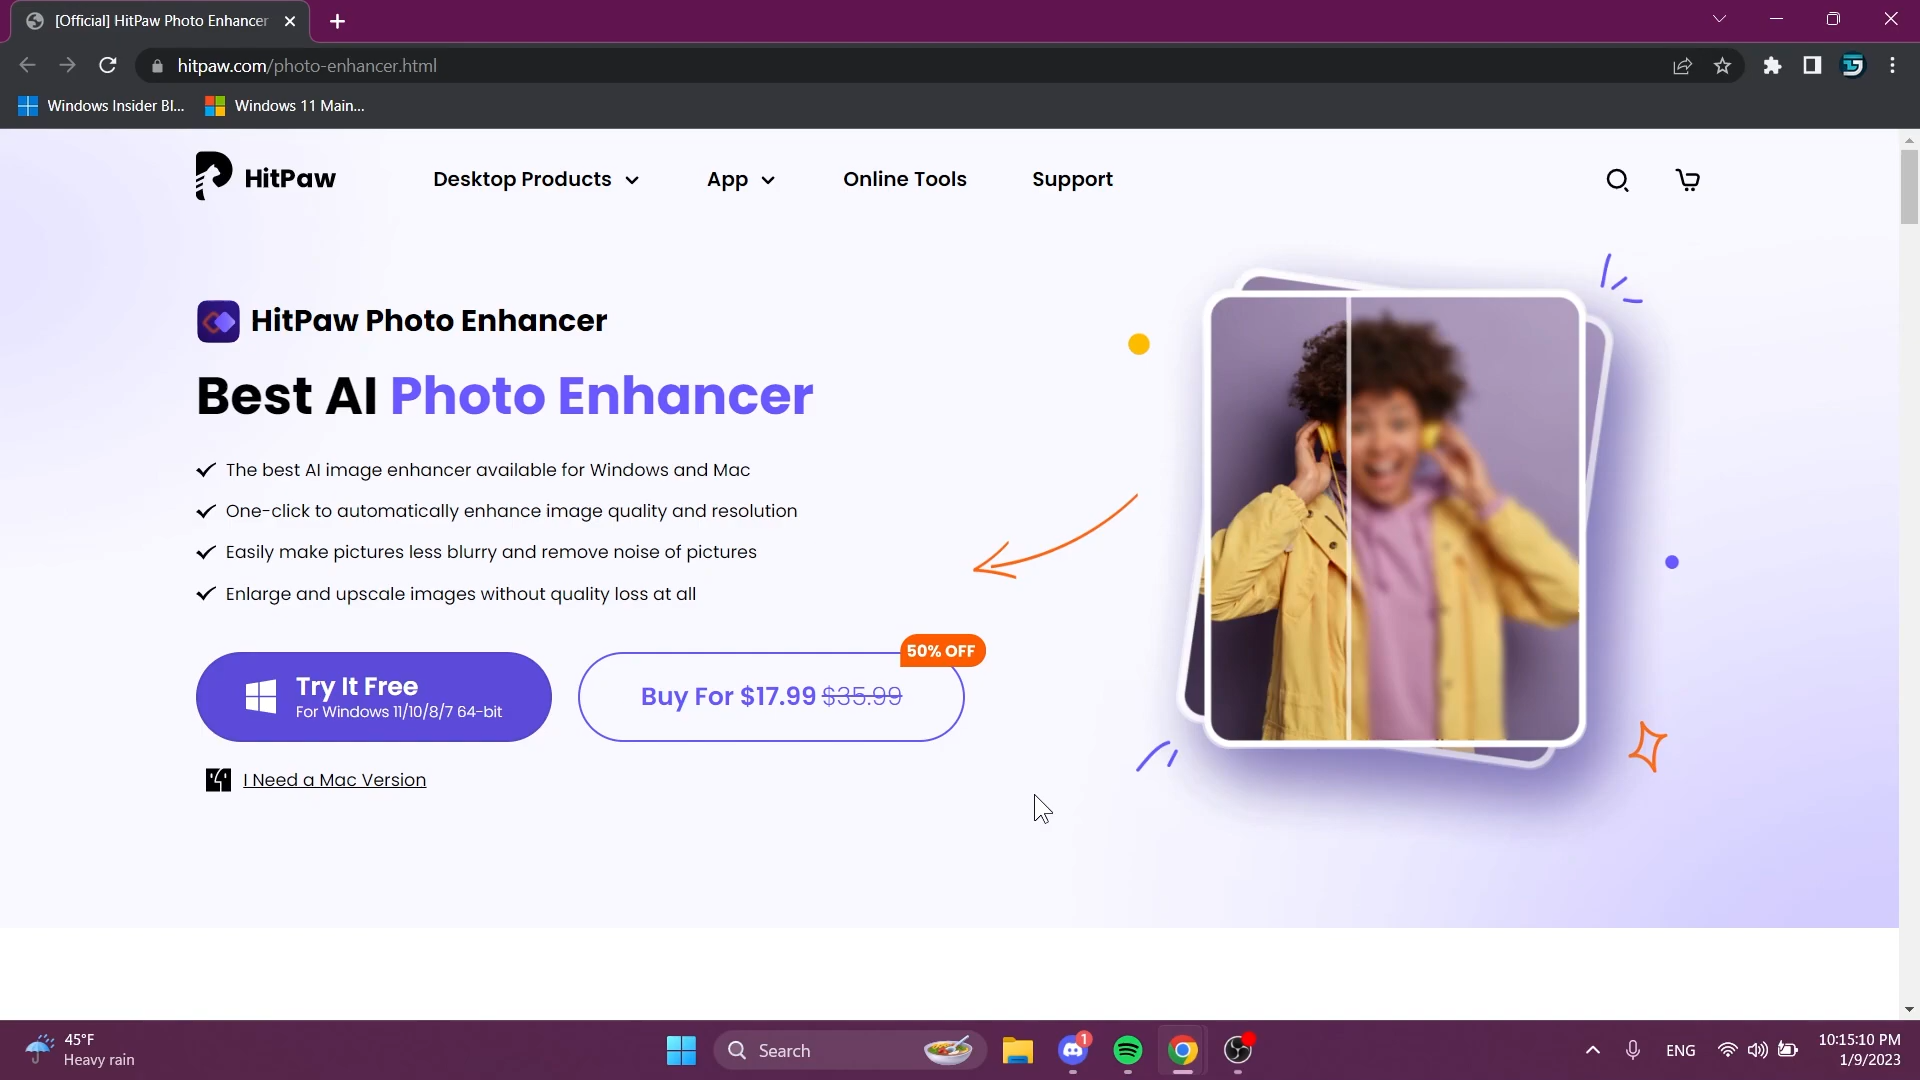 [Official] HitPaw Photo Enhancer
hitpaw.com/photo-enhancer.html
Windows Insider Bl...
Windows 11 Main...
HitPaw
Desktop Products
App
Online Tools
Support
HitPaw Photo Enhancer
Best AI Photo Enhancer
The best AI image enhancer available for Windows and Mac
One-click to automatically enhance image quality and resolution
Easily make pictures less blurry and remove noise of pictures
Enlarge and upscale images without quality loss at all
50% OFF
Try It Free
For Windows 11/10/8/7 64-bit
Buy For $17.99 $35.99
I Need a Mac Version
45°F
Heavy rain
Search
1
ENG
10:15:10 PM
1/9/2023